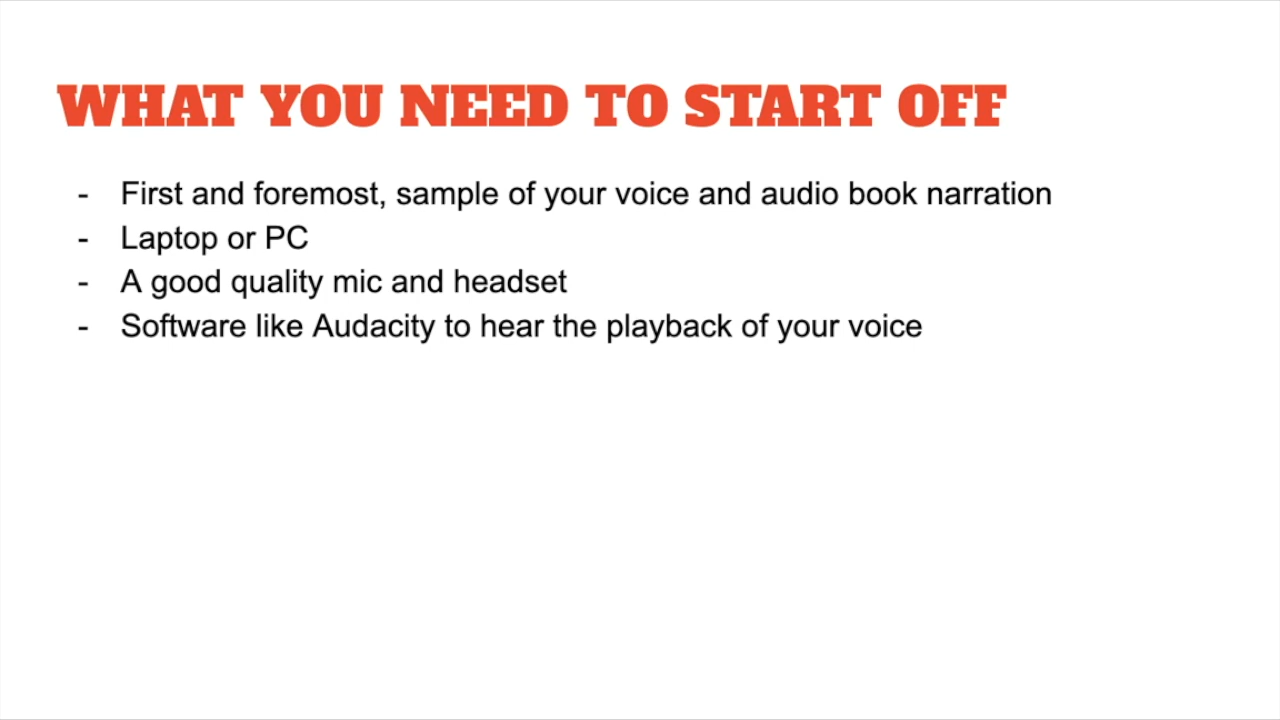 WHAT YOU NEED TO START OFF
- First and foremost, sample of your voice and audio book narration
- Laptop or PC
- A good quality mic and headset
- Software like Audacity to hear the playback of your voice